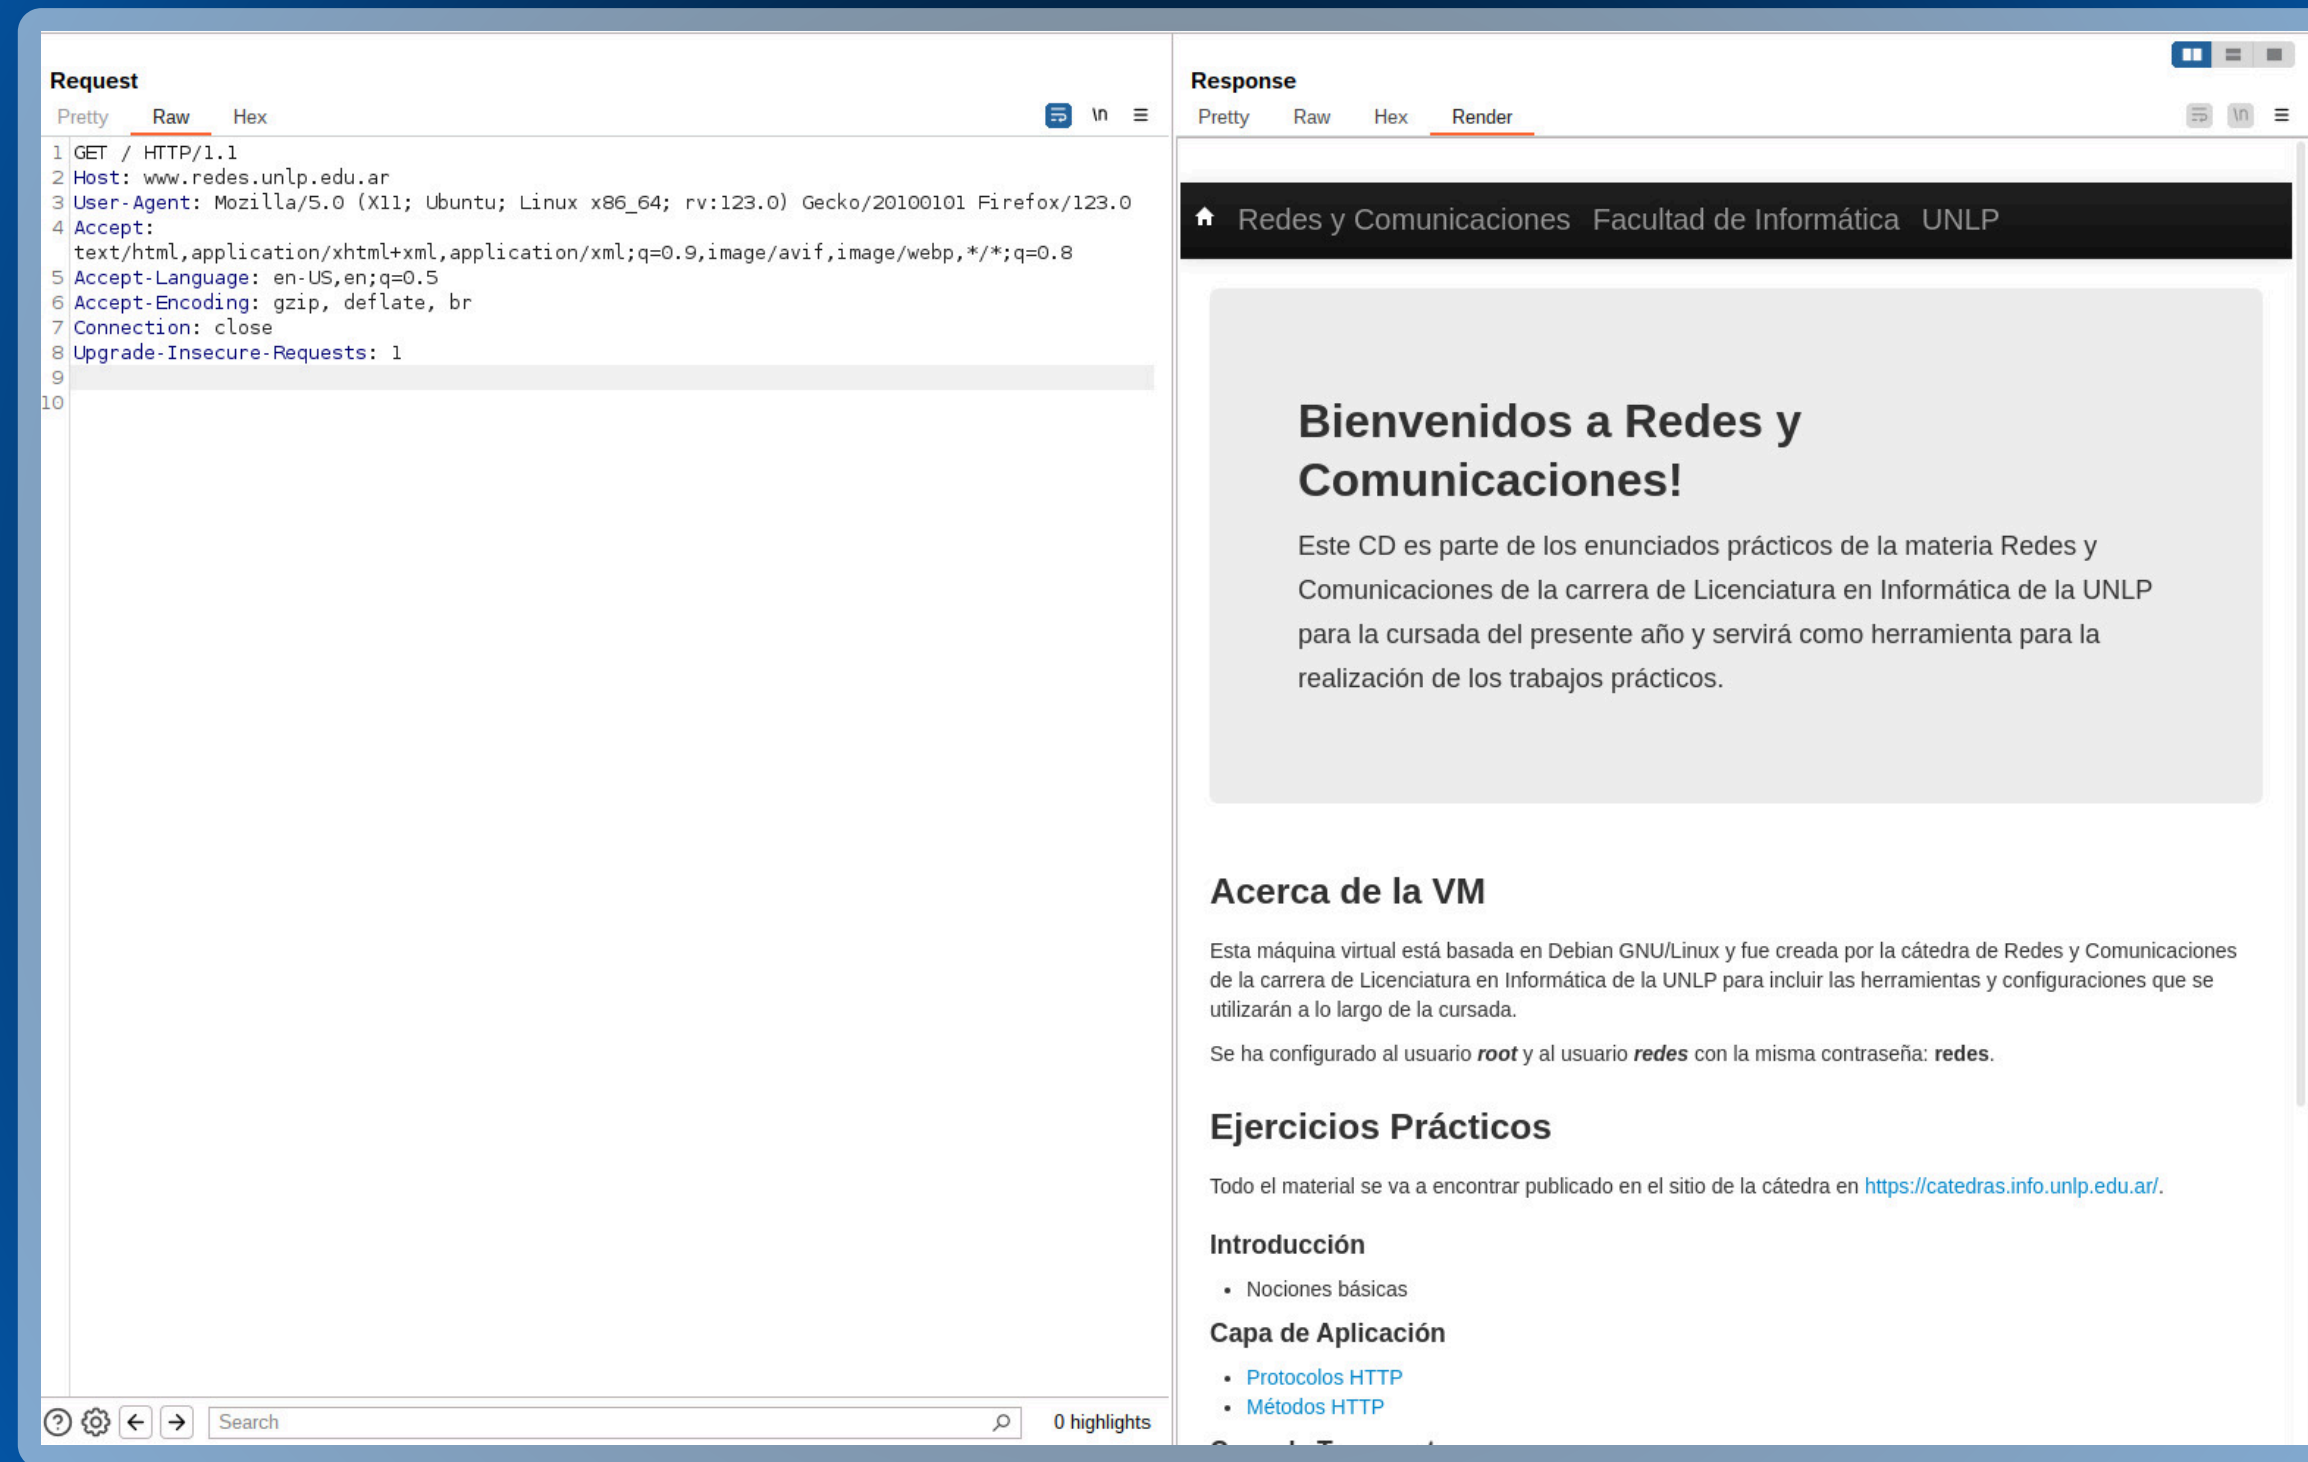 Request
Pretty Raw Hex \n
1 GET / HTTP/1.1
2 Host: www.redes.unlp.edu.ar
3 User-Agent: Mozilla/5.0 (X11; Ubuntu; Linux x86_64; rv:123.0) Gecko/20100101 Firefox/123.0
4 Accept:
text/html,application/xhtml+xml,application/xml;q=0.9,image/avif,image/webp,*/*;q=0.8
5 Accept-Language: en-US,en;q=0.5
6 Accept-Encoding: gzip, deflate, br
7 Connection: close
8 Upgrade-Insecure-Requests: 1
9
10
Search 0 highlights
Response
Pretty Raw Hex Render \n
Redes y Comunicaciones Facultad de Informática UNLP
Bienvenidos a Redes y
Comunicaciones!
Este CD es parte de los enunciados prácticos de la materia Redes y
Comunicaciones de la carrera de Licenciatura en Informática de la UNLP
para la cursada del presente año y servirá como herramienta para la
realización de los trabajos prácticos.
Acerca de la VM
Esta máquina virtual está basada en Debian GNU/Linux y fue creada por la cátedra de Redes y Comunicaciones
de la carrera de Licenciatura en Informática de la UNLP para incluir las herramientas y configuraciones que se
utilizarán a lo largo de la cursada.
Se ha configurado al usuario root y al usuario redes con la misma contraseña: redes.
Ejercicios Prácticos
Todo el material se va a encontrar publicado en el sitio de la cátedra en https://catedras.info.unlp.edu.ar/.
Introducción
• Nociones básicas
Capa de Aplicación
• Protocolos HTTP
• Métodos HTTP